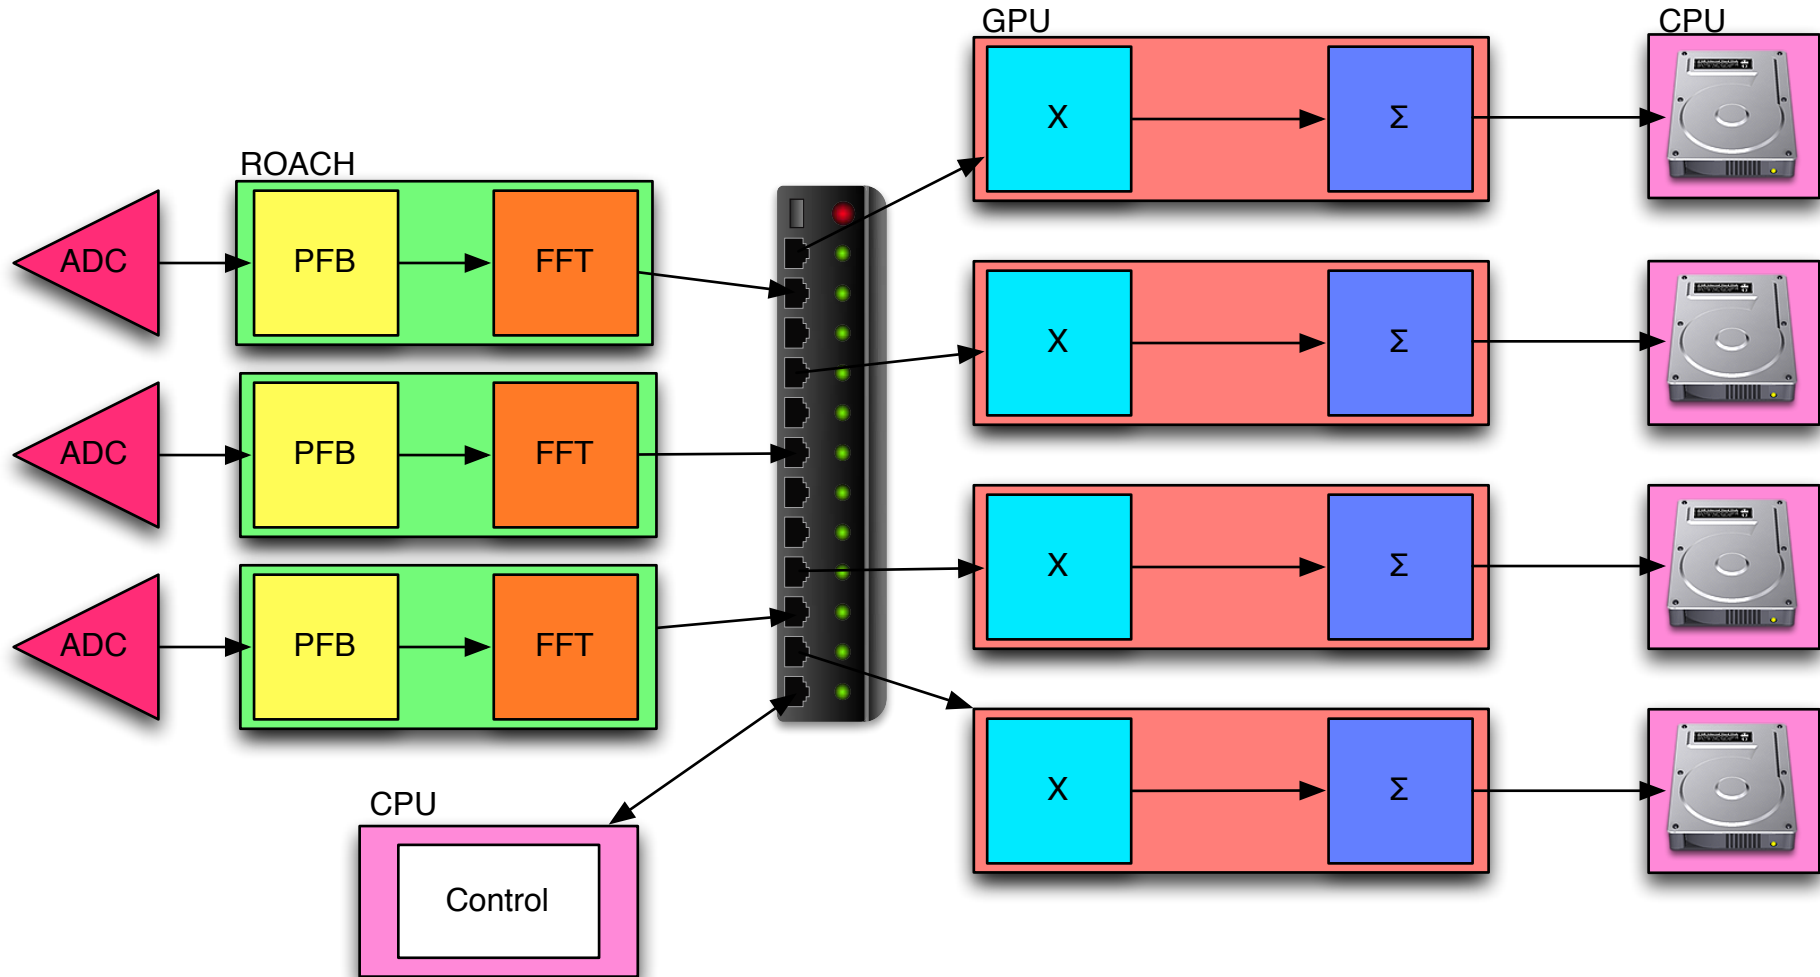 GPU
CPU
X
Σ
ROACH
ADC
PFB
FFT
X
Σ
ADC
PFB
FFT
X
Σ
ADC
PFB
FFT
X
Σ
CPU
Control